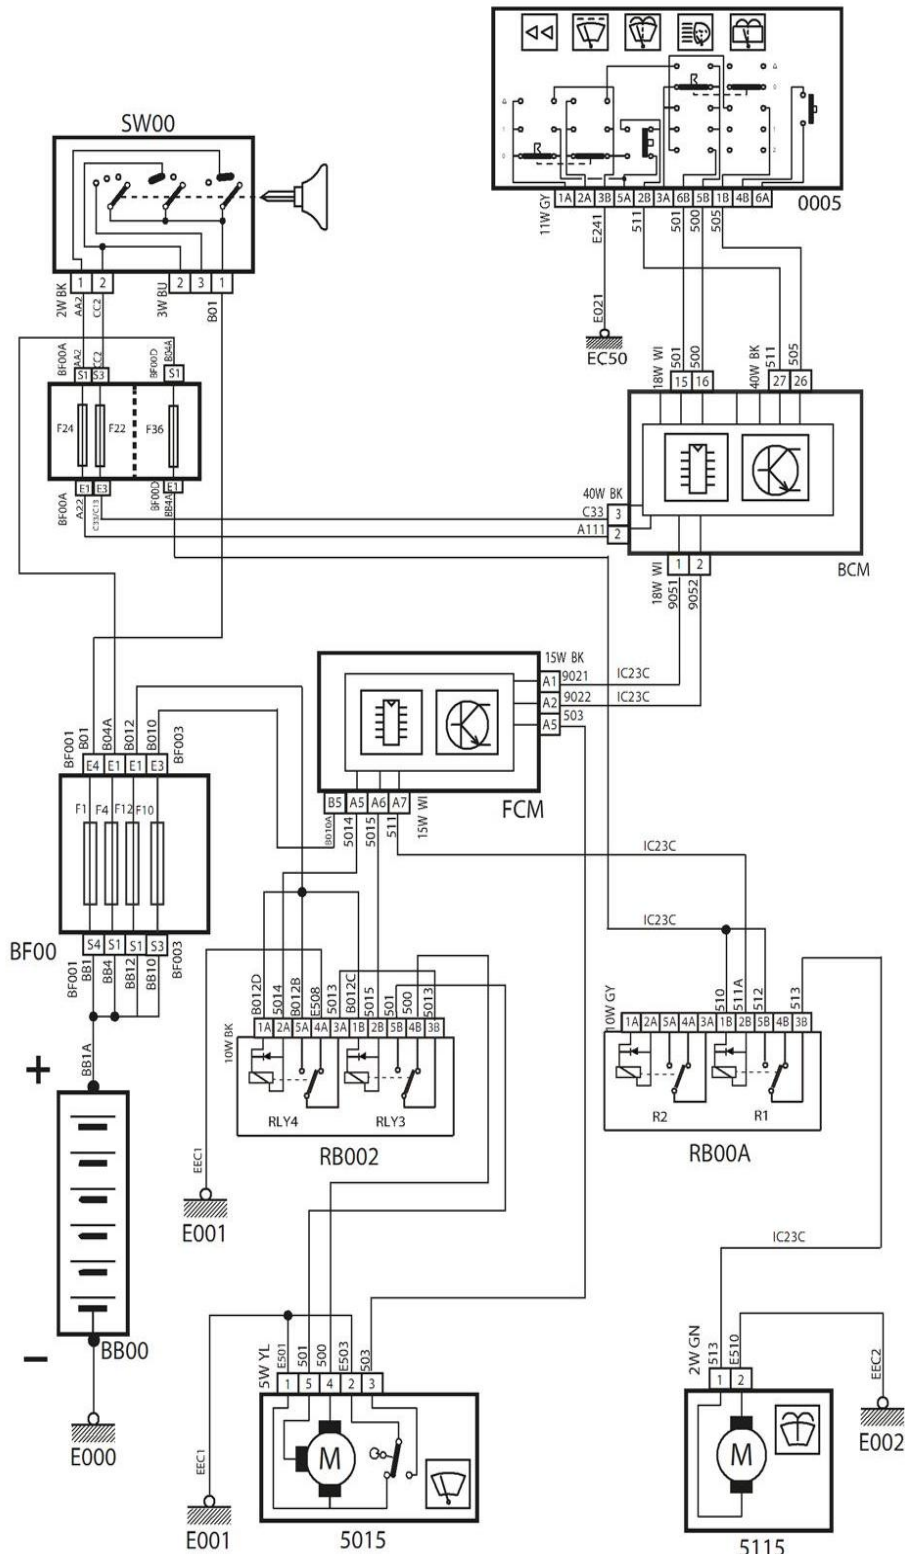 SW00
1 2 2 3 1
2W BK AA2 CC2 3W BU B01
BF00A AA2 CC2 BF00D B04A
S1 S3 S1
F24 F22 F36
E1 E3 E1
BF00A A22 C33/C13 BF00D BB4A
0 1
0005
1A 2A 3B 5A 2B 3A 6B 5B 1B 4B 6A
11W GY E241 511 501 500 505
E021
EC50
18W WI 501 500 40W BK 511 505
15 16 27 26
40W BK
C33 3
A111 2
BCM
1 2
18W WI 9051 9052
15W BK
A1 9021 IC23C
A2 9022 IC23C
A5 503
FCM
B5 A5 A6 A7
B010A 5014 5015 511 15W WI
IC23C
IC23C
BF001 B01 B04A B012 B010 BF003
E4 E1 E1 E3
F1 F4 F12 F10
BF00
S4 S1 S1 S3
BF001 BB1 BB4 BB12 BB10 BF003
BB1A
+
−
BB00
E000
10W BK B012D 5014 B012B E508 5013 B012C 5015 501 500 5013
1A 2A 5A 4A 3A 1B 2B 5B 4B 3B
RLY4 RLY3
RB002
EEC1
E001
10W GY 510 511A 512 513
1A 2A 5A 4A 3A 1B 2B 5B 4B 3B
R2 R1
RB00A
IC23C
5W YL E501 501 500 E503 503
1 5 4 2 3
M
5015
EEC1
E001
2W GN 513 E510
1 2
M
5115
EEC2
E002